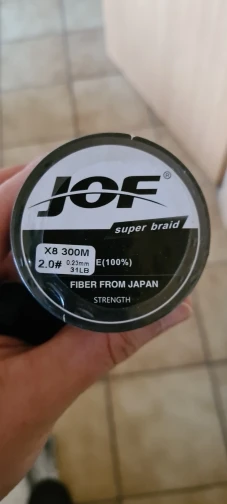 JOF®
super braid
X8 300M
2.0# 0.23mm
31LB
E(100%)
FIBER FROM JAPAN
STRENGTH